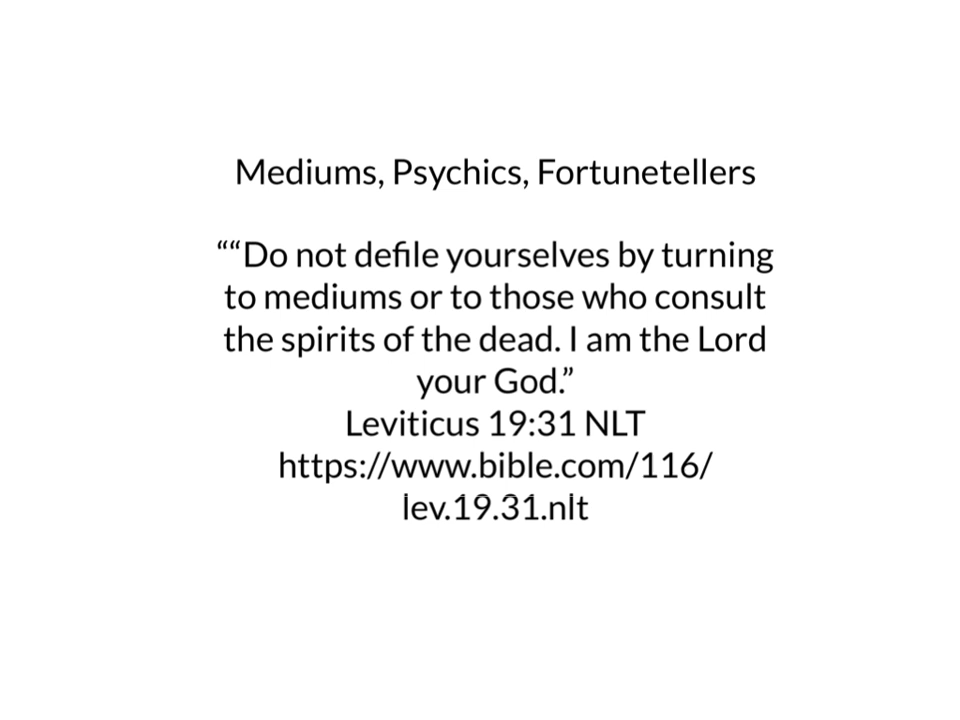 Mediums, Psychics, Fortunetellers
““Do not defile yourselves by turning
to mediums or to those who consult
the spirits of the dead. I am the Lord
your God.”
Leviticus 19:31 NLT
https://www.bible.com/116/
lev.19.31.nlt